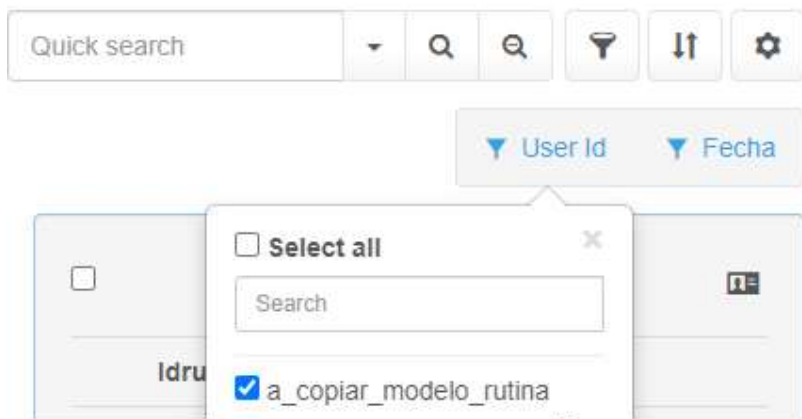 Quick search
User Id Fecha
Select all
Search
Idru
a_copiar_modelo_rutina